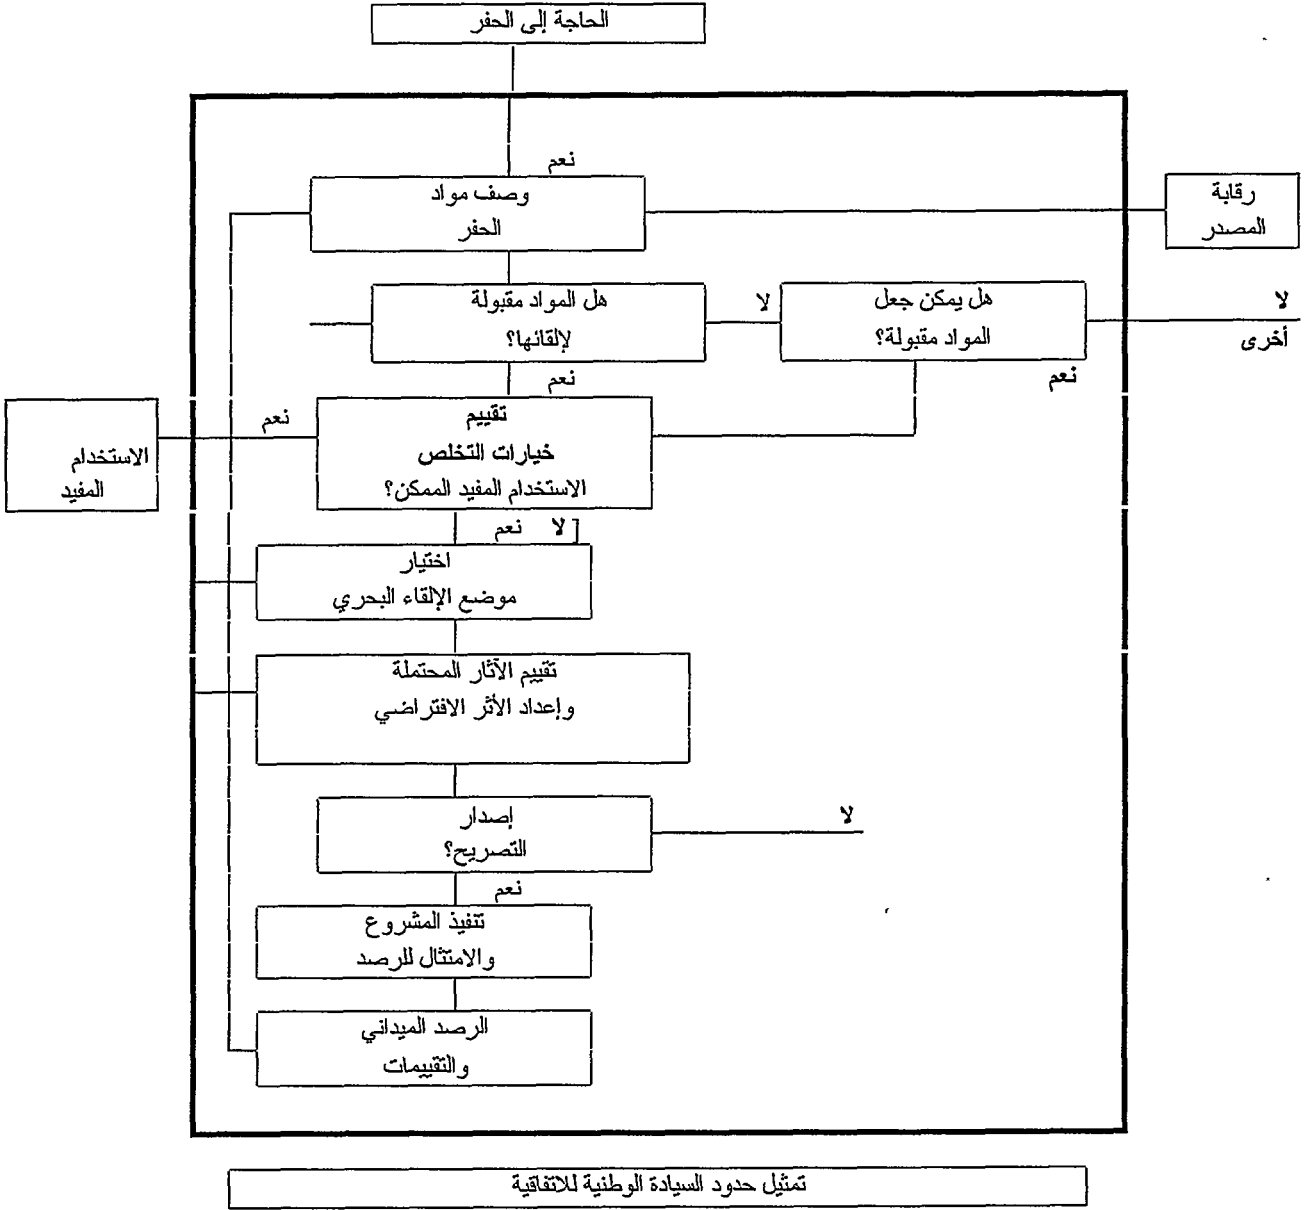 الحاجة إلى الحفر
نعم
وصف مواد
الحفر
رقابة
المصدر
هل المواد مقبولة
لإلقائها؟
لا
هل يمكن جعل
المواد مقبولة؟
لا
أخرى
نعم
نعم
تقييم
خيارات التخلص
الاستخدام المفيد الممكن؟
نعم
الاستخدام
المفيد
لا نعم
اختيار
موضع الإلقاء البحري
تقييم الآثار المحتملة
وإعداد الأثر الافتراضي
إصدار
التصريح؟
لا
نعم
تنفيذ المشروع
والامتثال للرصد
الرصد الميداني
والتقييمات
تمثيل حدود السيادة الوطنية للاتفاقية